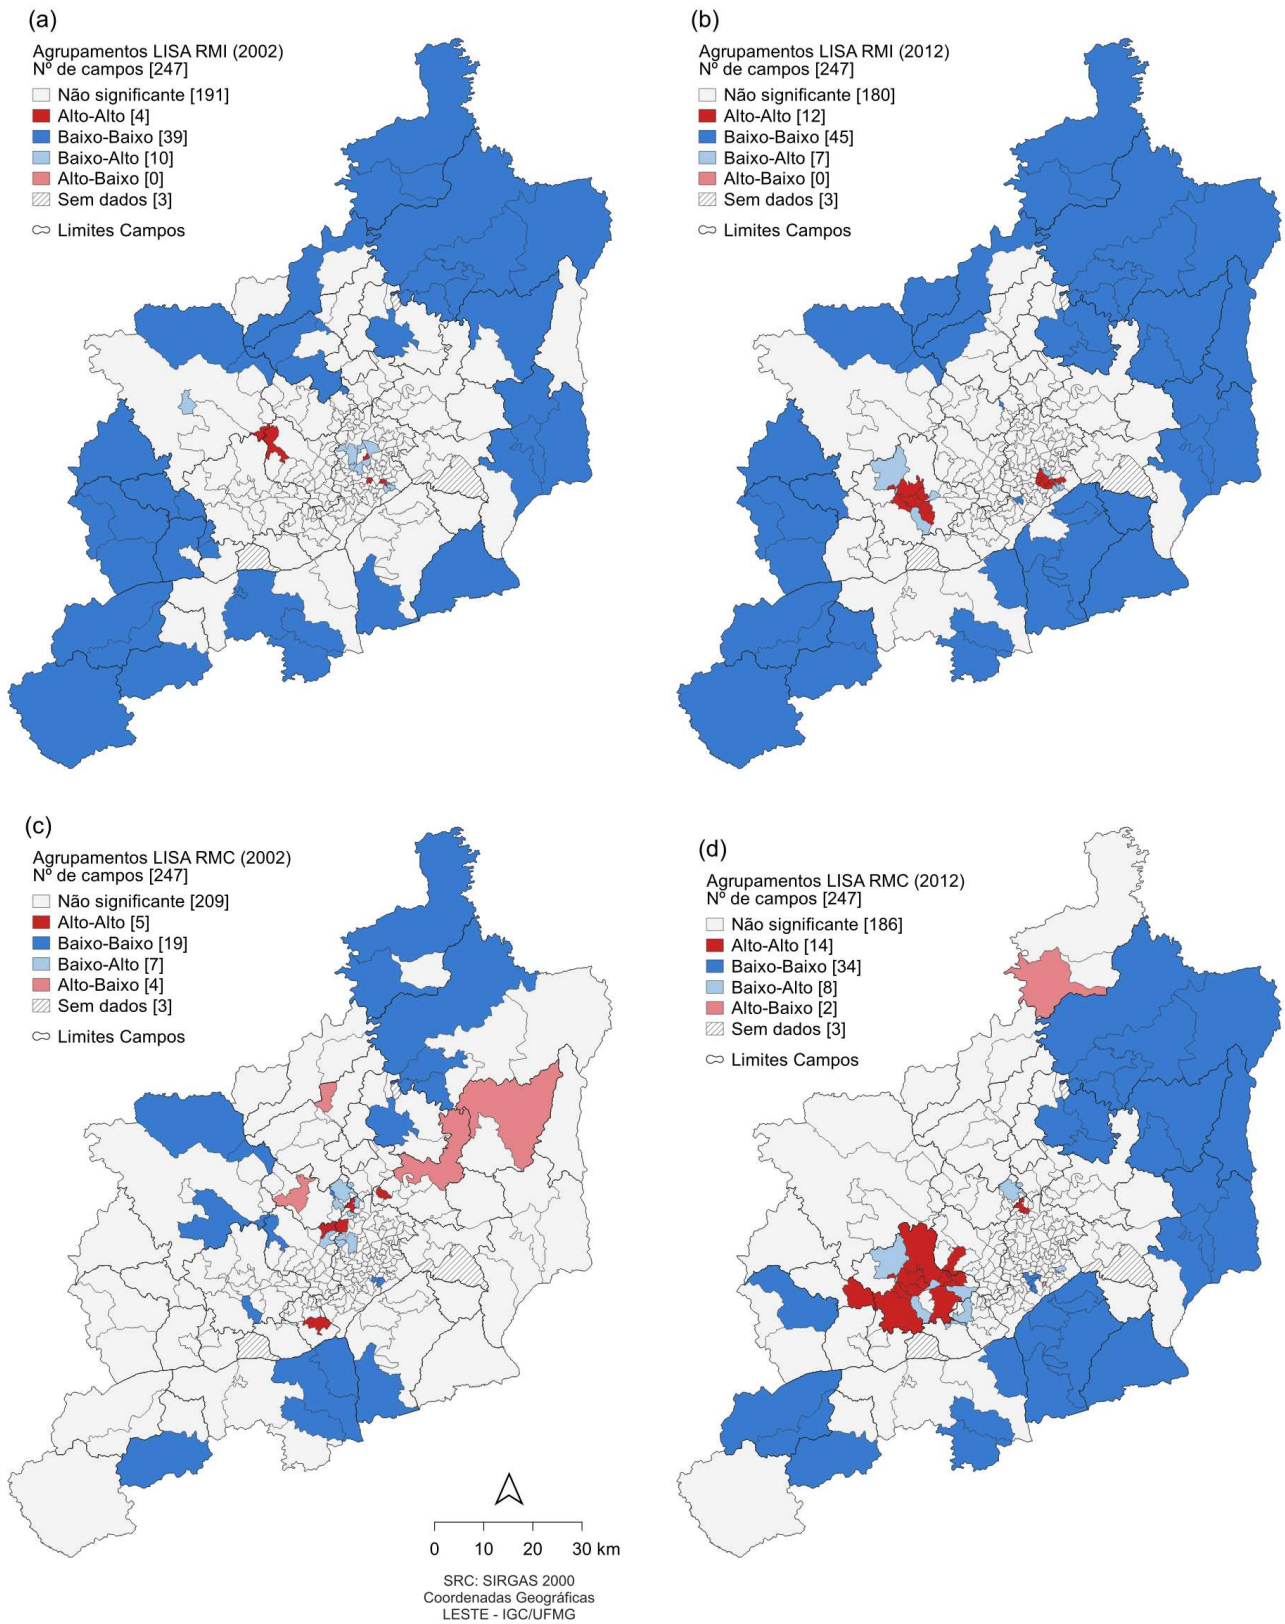 (a)
Agrupamentos LISA RMI (2002)
Nº de campos [247]
Não significante [191]
Alto-Alto [4]
Baixo-Baixo [39]
Baixo-Alto [10]
Alto-Baixo [0]
Sem dados [3]
Limites Campos
(b)
Agrupamentos LISA RMI (2012)
Nº de campos [247]
Não significante [180]
Alto-Alto [12]
Baixo-Baixo [45]
Baixo-Alto [7]
Alto-Baixo [0]
Sem dados [3]
Limites Campos
(c)
Agrupamentos LISA RMC (2002)
Nº de campos [247]
Não significante [209]
Alto-Alto [5]
Baixo-Baixo [19]
Baixo-Alto [7]
Alto-Baixo [4]
Sem dados [3]
Limites Campos
(d)
Agrupamentos LISA RMC (2012)
Nº de campos [247]
Não significante [186]
Alto-Alto [14]
Baixo-Baixo [34]
Baixo-Alto [8]
Alto-Baixo [2]
Sem dados [3]
Limites Campos
0 10 20 30 km
SRC: SIRGAS 2000
Coordenadas Geográficas
LESTE - IGC/UFMG